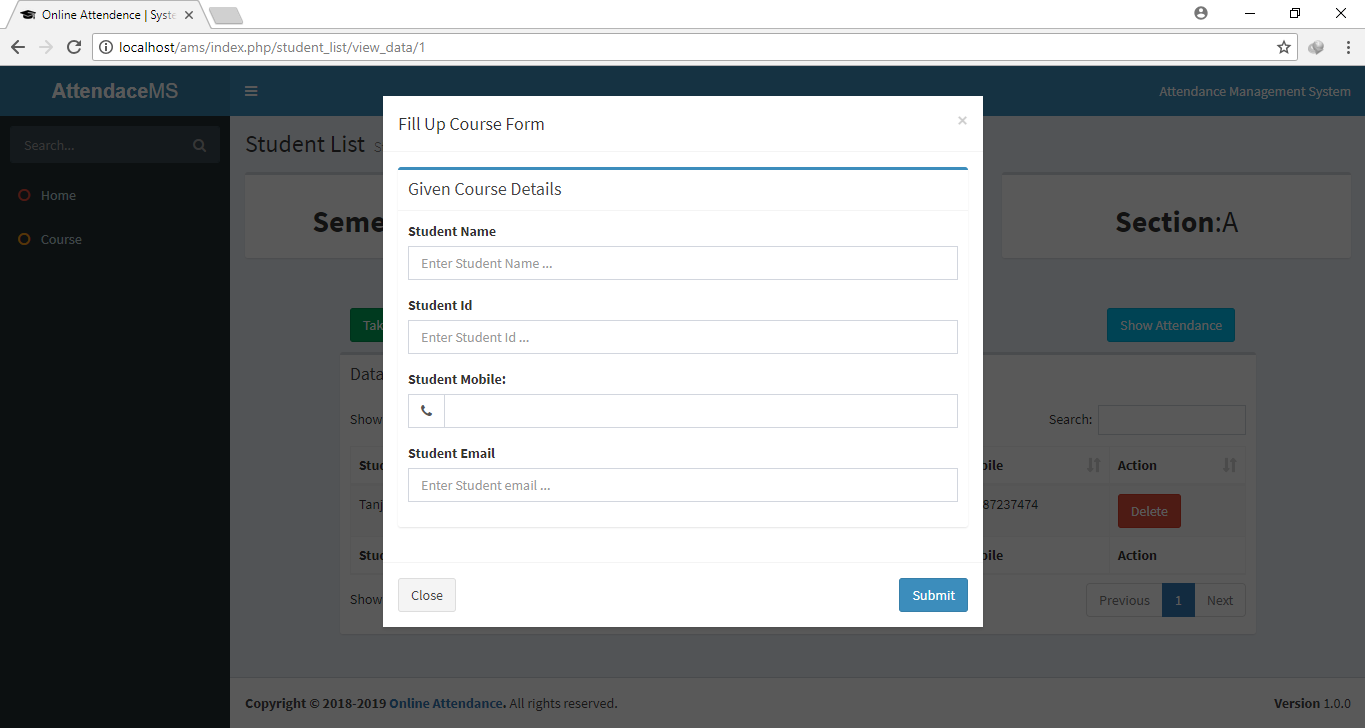 Online Attendence | Syste
localhost/ams/index.php/student_list/view_data/1
AttendaceMS
Attendance Management System
Search...
Home
Course
Student List
Fill Up Course Form
×
Given Course Details
Student Name
Enter Student Name ...
Student Id
Enter Student Id ...
Student Mobile:
Student Email
Enter Student email ...
Close
Submit
Seme
Section:A
Tak
Show Attendance
Data
Show
Search:
Stud
bile
Action
Tanj
87237474
Delete
Stud
bile
Action
Show
Previous
1
Next
Copyright © 2018-2019 Online Attendance. All rights reserved.
Version 1.0.0